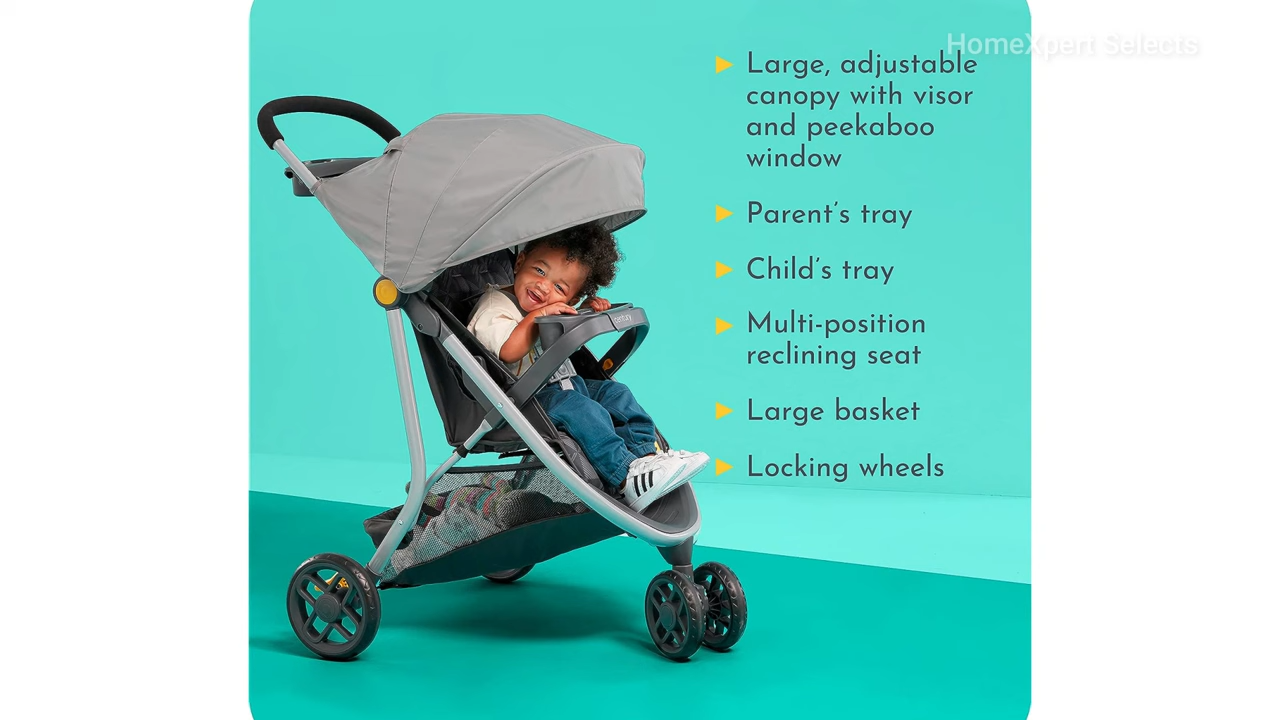 HomeXpert Selects
Large, adjustable
canopy with visor
and peekaboo
window
Parent's tray
Child's tray
Multi-position
reclining seat
Large basket
Locking wheels
century